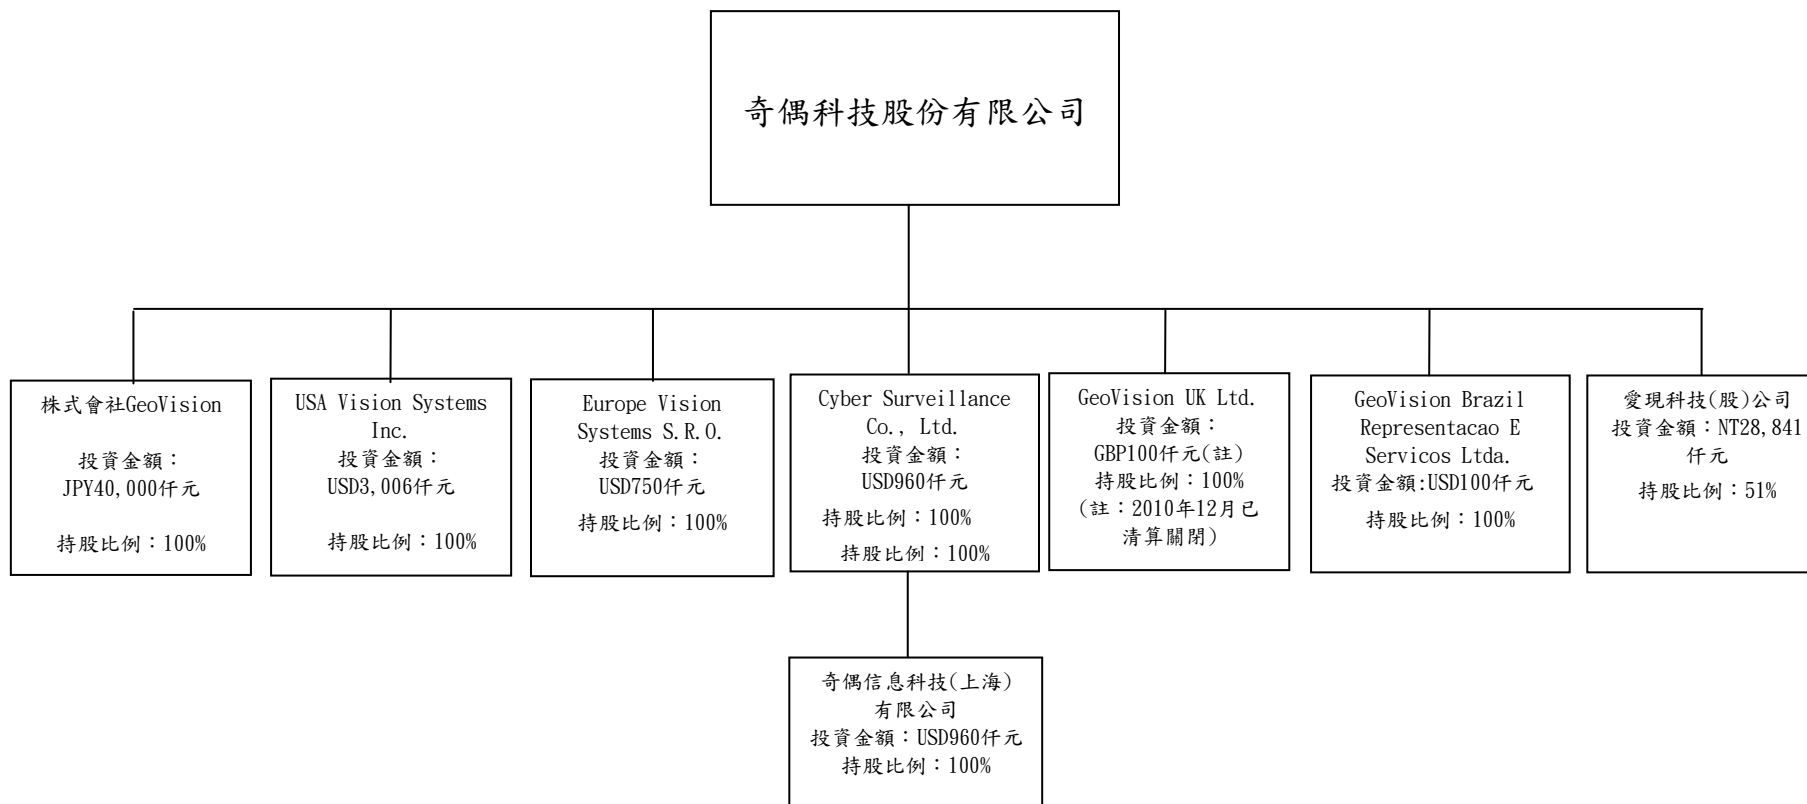 奇偶科技股份有限公司
株式會社GeoVision
投資金額：
JPY40,000仟元
持股比例：100%
USA Vision Systems
Inc.
投資金額：
USD3,006仟元
持股比例：100%
Europe Vision
Systems S.R.O.
投資金額：
USD750仟元
持股比例：100%
Cyber Surveillance
Co., Ltd.
投資金額：
USD960仟元
持股比例：100%
持股比例：100%
GeoVision UK Ltd.
投資金額：
GBP100仟元(註)
持股比例：100%
(註：2010年12月已
清算關閉)
GeoVision Brazil
Representacao E
Servicos Ltda.
投資金額:USD100仟元
持股比例：100%
愛現科技(股)公司
投資金額：NT28,841
仟元
持股比例：51%
奇偶信息科技(上海)
有限公司
投資金額：USD960仟元
持股比例：100%